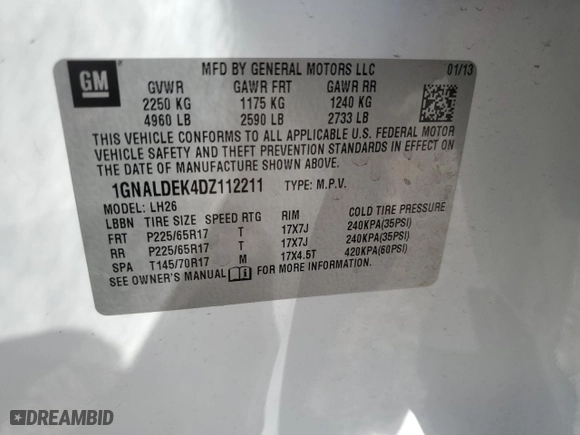 GM
MFD BY GENERAL MOTORS LLC 01/13
GVWR GAWR FRT GAWR RR
2250 KG 1175 KG 1240 KG
4960 LB 2590 LB 2733 LB
THIS VEHICLE CONFORMS TO ALL APPLICABLE U.S. FEDERAL MOTOR
VEHICLE SAFETY AND THEFT PREVENTION STANDARDS IN EFFECT ON
THE DATE OF MANUFACTURE SHOWN ABOVE.
1GNALDEK4DZ112211 TYPE: M.P.V.
MODEL: LH26
LBBN TIRE SIZE SPEED RTG RIM COLD TIRE PRESSURE
FRT P225/65R17 T 17X7J 240KPA(35PSI)
RR P225/65R17 T 17X7J 240KPA(35PSI)
SPA T145/70R17 M 17X4.5T 420KPA(60PSI)
SEE OWNER'S MANUAL FOR MORE INFORMATION.
DREAMBID